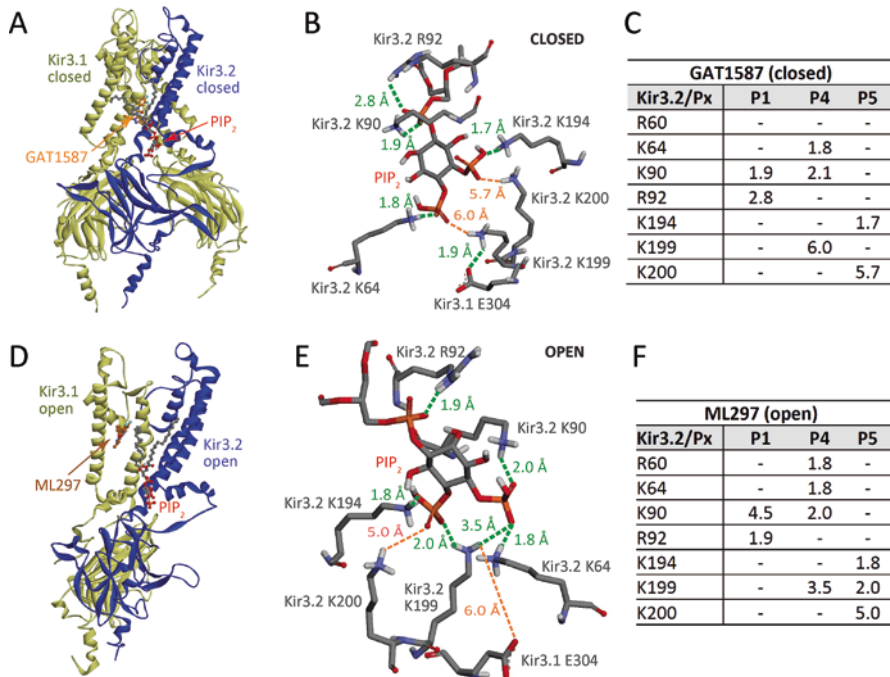 A
Kir3.1
closed
Kir3.2
closed
PIP2
GAT1587
B
Kir3.2 R92
CLOSED
2.8 Å
Kir3.2 K90
1.9 Å
1.7 Å
Kir3.2 K194
PIP2
5.7 Å
Kir3.2 K200
1.8 Å
6.0 Å
1.9 Å
Kir3.2 K199
Kir3.2 K64
Kir3.1 E304
C
GAT1587 (closed)
Kir3.2/Px P1 P4 P5
R60 - - -
K64 - 1.8 -
K90 1.9 2.1 -
R92 2.8 - -
K194 - - 1.7
K199 - 6.0 -
K200 - - 5.7
D
Kir3.1
open
Kir3.2
open
ML297
PIP2
E
Kir3.2 R92
OPEN
1.9 Å
Kir3.2 K90
PIP2
2.0 Å
Kir3.2 K194
1.8 Å
3.5 Å
5.0 Å
2.0 Å
1.8 Å
Kir3.2 K64
Kir3.2 K200
Kir3.2
K199
6.0 Å
Kir3.1 E304
F
ML297 (open)
Kir3.2/Px P1 P4 P5
R60 - 1.8 -
K64 - 1.8 -
K90 4.5 2.0 -
R92 1.9 - -
K194 - - 1.8
K199 - 3.5 2.0
K200 - - 5.0